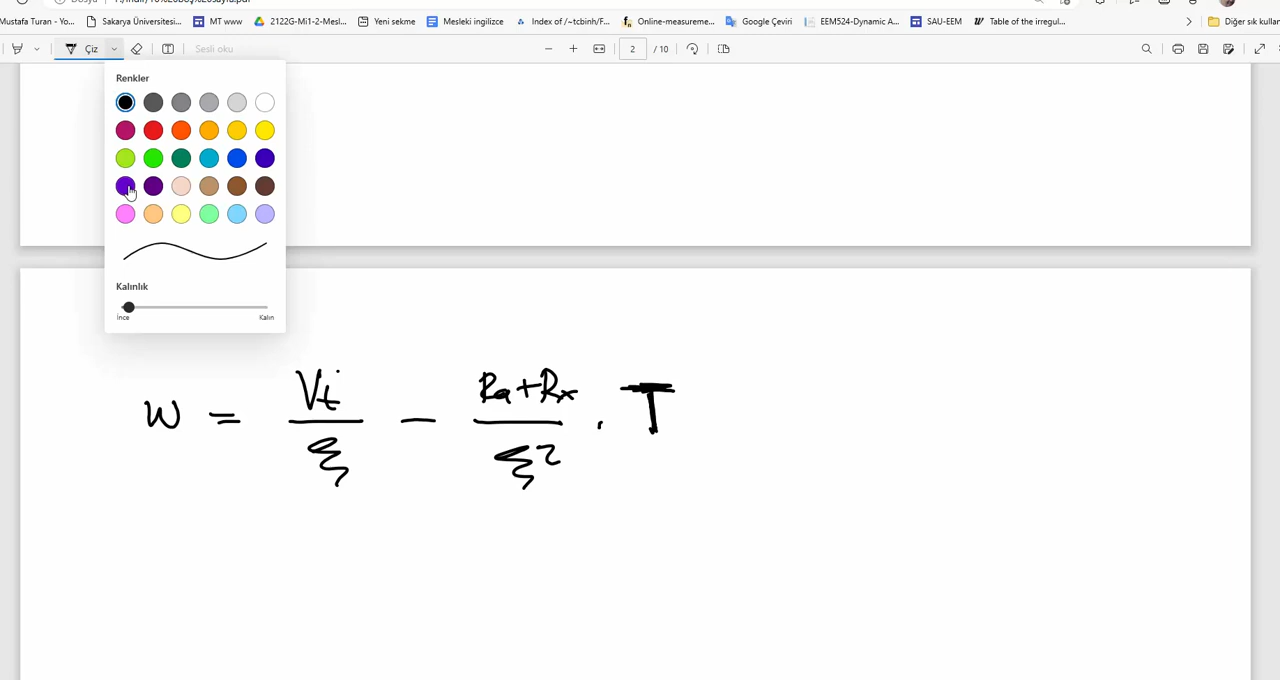 Mustafa Turan - Yo... Sakarya Üniversitesi... MT www 2122G-Mi1-2-Mesl... Yeni sekme Mesleki ingilizce Index of /~tcbinh/F... Online-measureme... Google Çeviri EEM524-Dynamic A... SAU-EEM Table of the irregul... Diğer sık kullar
Çiz Sesli oku 2 / 10
Renkler
Kalınlık
İnce Kalın
W = Vt/ξ − Ra+Rx/ξ² . T